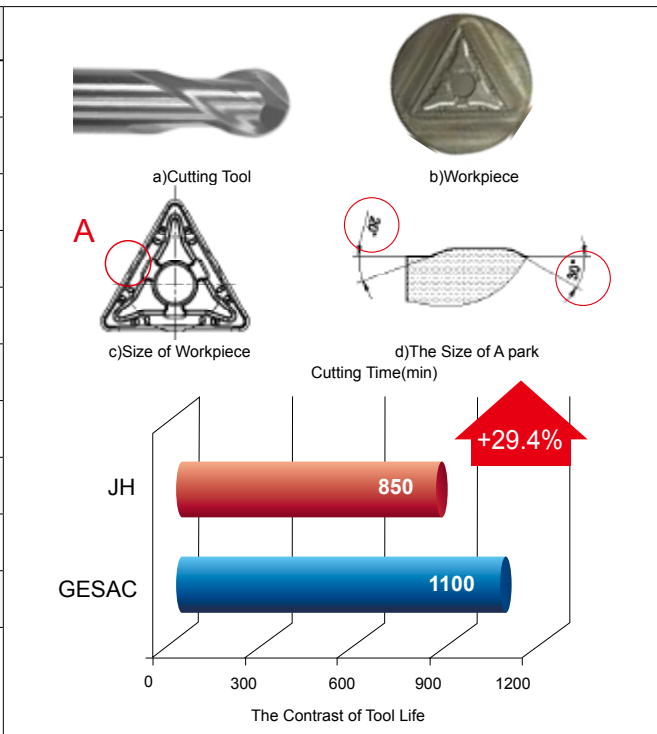 a)Cutting Tool
b)Workpiece
A
20°
30°
c)Size of Workpiece
d)The Size of A park
Cutting Time(min)
+29.4%
JH
850
GESAC
1100
0 300 600 900 1200
The Contrast of Tool Life